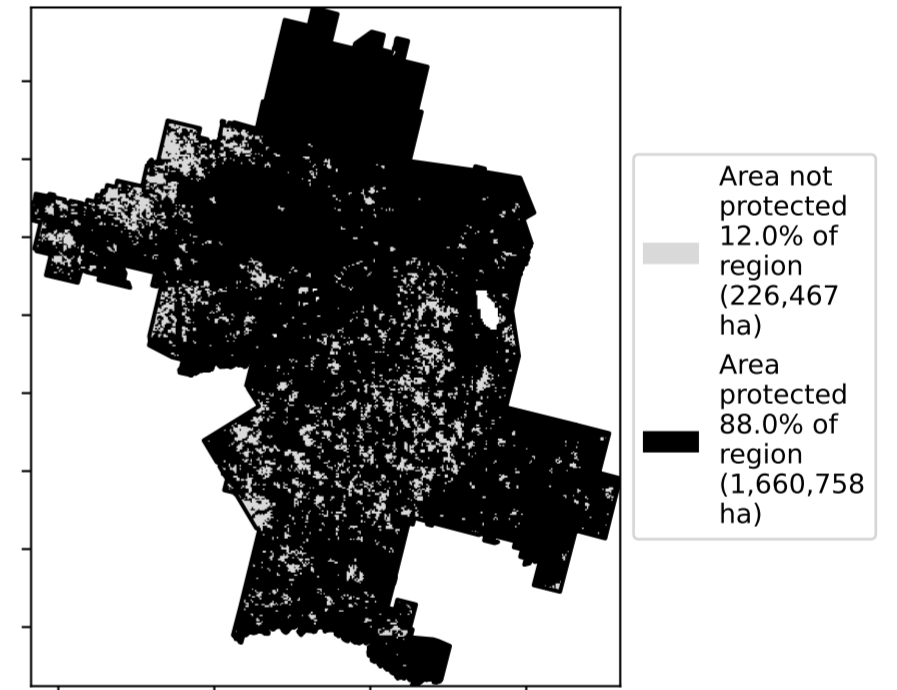 Area not
protected
12.0% of
region
(226,467
ha)
Area
protected
88.0% of
region
(1,660,758
ha)